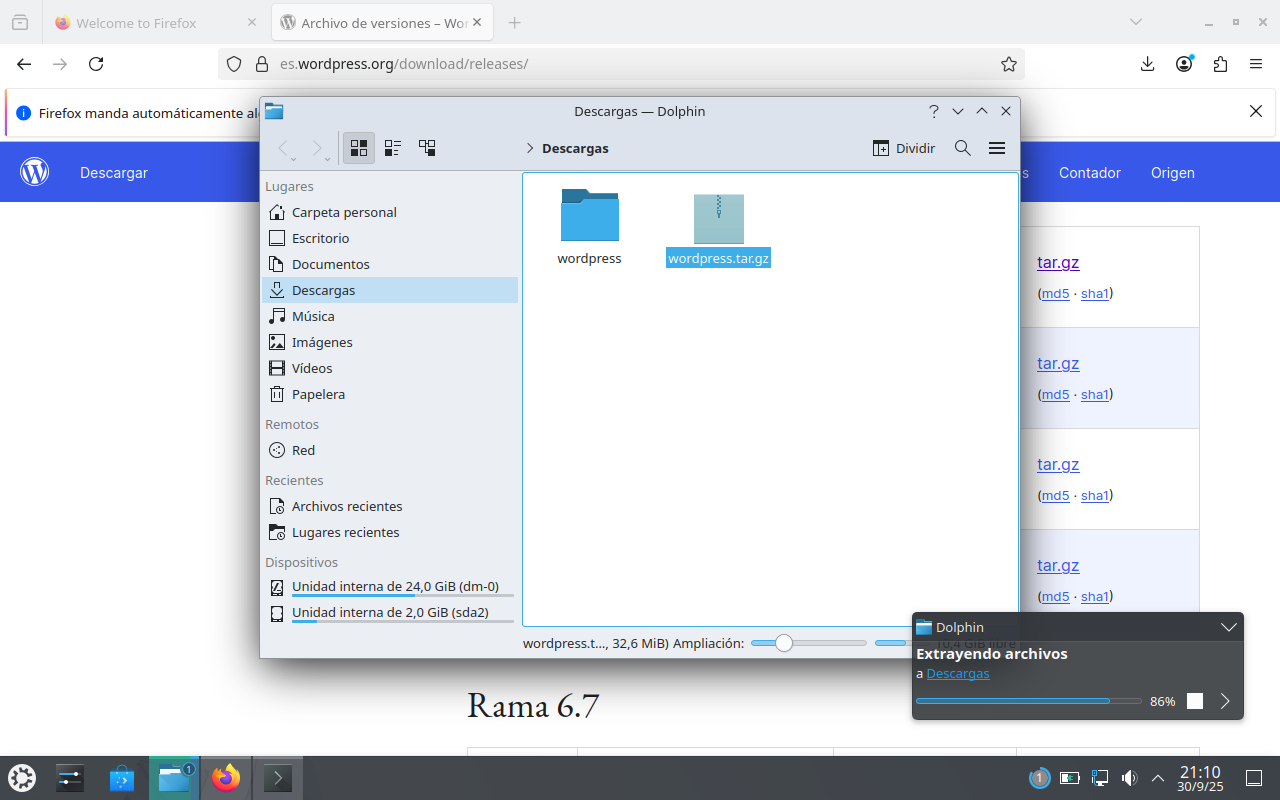 Welcome to Firefox
Archivo de versiones – Wor
es.wordpress.org/download/releases/
Firefox manda automáticamente al
Descargas — Dolphin
Descargas
Dividir
Descargar
s
Contador
Origen
Lugares
Carpeta personal
Escritorio
Documentos
Descargas
Música
Imágenes
Vídeos
Papelera
Remotos
Red
Recientes
Archivos recientes
Lugares recientes
Dispositivos
Unidad interna de 24,0 GiB (dm-0)
Unidad interna de 2,0 GiB (sda2)
wordpress
wordpress.tar.gz
wordpress.t..., 32,6 MiB)
Ampliación:
tar.gz
(md5 · sha1)
tar.gz
(md5 · sha1)
tar.gz
(md5 · sha1)
tar.gz
(md5 · sha1)
Dolphin
Extrayendo archivos
a Descargas
86%
Rama 6.7
1
1
21:10
30/9/25